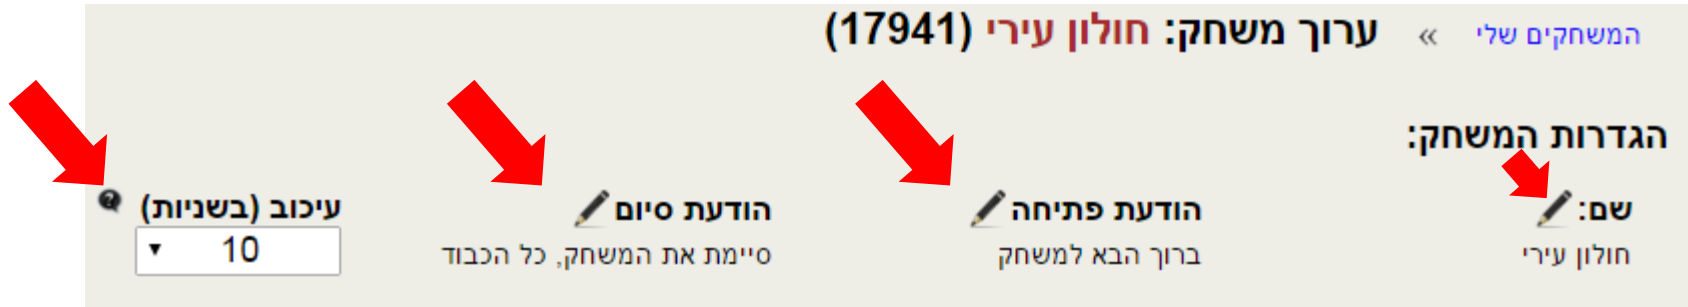 המשחקים שלי » ערוך משחק: חולון עירי (17941)
הגדרות המשחק:
שם: הודעת פתיחה הודעת סיום עיכוב (בשניות) ?
חולון עירי ברוך הבא למשחק סיימת את המשחק, כל הכבוד 10